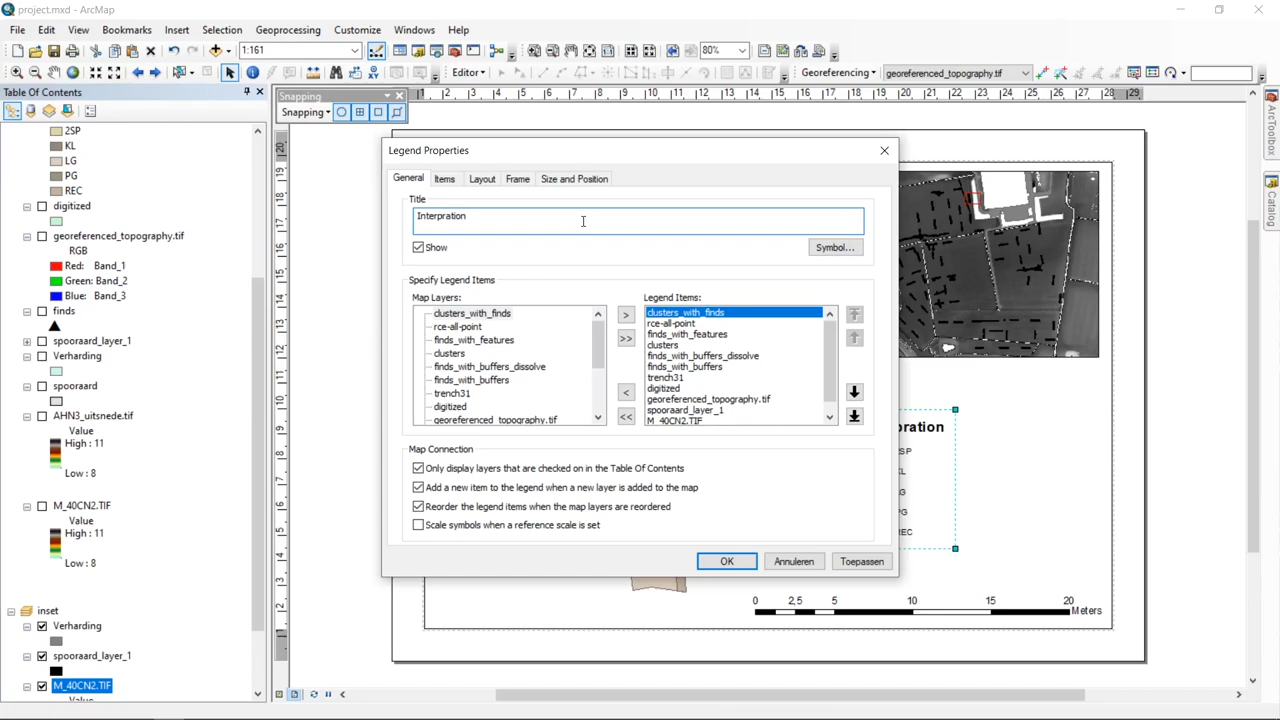 project.mxd - ArcMap
File Edit View Bookmarks Insert Selection Geoprocessing Customize Windows Help
1:161 80%
Editor Georeferencing georeferenced_topography.tif
Table Of Contents
Snapping
Snapping
2SP
KL
LG
PG
REC
digitized
georeferenced_topography.tif
RGB
Red: Band_1
Green: Band_2
Blue: Band_3
finds
spooraard_layer_1
Verharding
spooraard
AHN3_uitsnede.tif
Value
High : 11
Low : 8
M_40CN2.TIF
Value
High : 11
Low : 8
inset
Verharding
spooraard_layer_1
M_40CN2.TIF
Value
Legend Properties
General Items Layout Frame Size and Position
Title
Interpration
Show Symbol...
Specify Legend Items
Map Layers: Legend Items:
clusters_with_finds
rce-all-point
finds_with_features
clusters
finds_with_buffers_dissolve
finds_with_buffers
trench31
digitized
georeferenced_topography.tif
> >> < <<
clusters_with_finds
rce-all-point
finds_with_features
clusters
finds_with_buffers_dissolve
finds_with_buffers
trench31
digitized
georeferenced_topography.tif
spooraard_layer_1
M_40CN2.TIF
Map Connection
Only display layers that are checked on in the Table Of Contents
Add a new item to the legend when a new layer is added to the map
Reorder the legend items when the map layers are reordered
Scale symbols when a reference scale is set
OK Annuleren Toepassen
bration
SP
G
PG
REC
0 2,5 5 10 15 20
Meters
ArcToolbox
Catalog